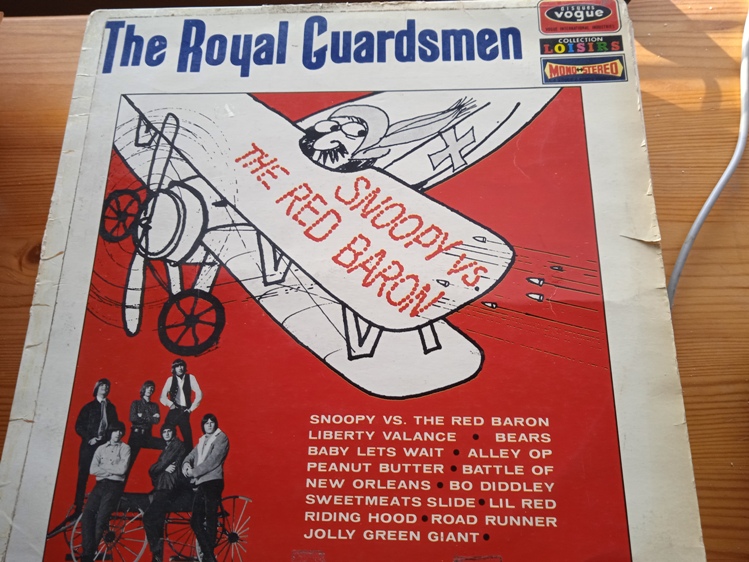 The Royal Guardsmen
DISQUES
vogue
COLLECTION
LOISIRS
MONO STEREO
SNOOPY VS.
THE RED BARON
SNOOPY VS. THE RED BARON
LIBERTY VALANCE • BEARS
BABY LETS WAIT • ALLEY OP
PEANUT BUTTER • BATTLE OF
NEW ORLEANS • BO DIDDLEY
SWEETMEATS SLIDE • LIL RED
RIDING HOOD • ROAD RUNNER
JOLLY GREEN GIANT •